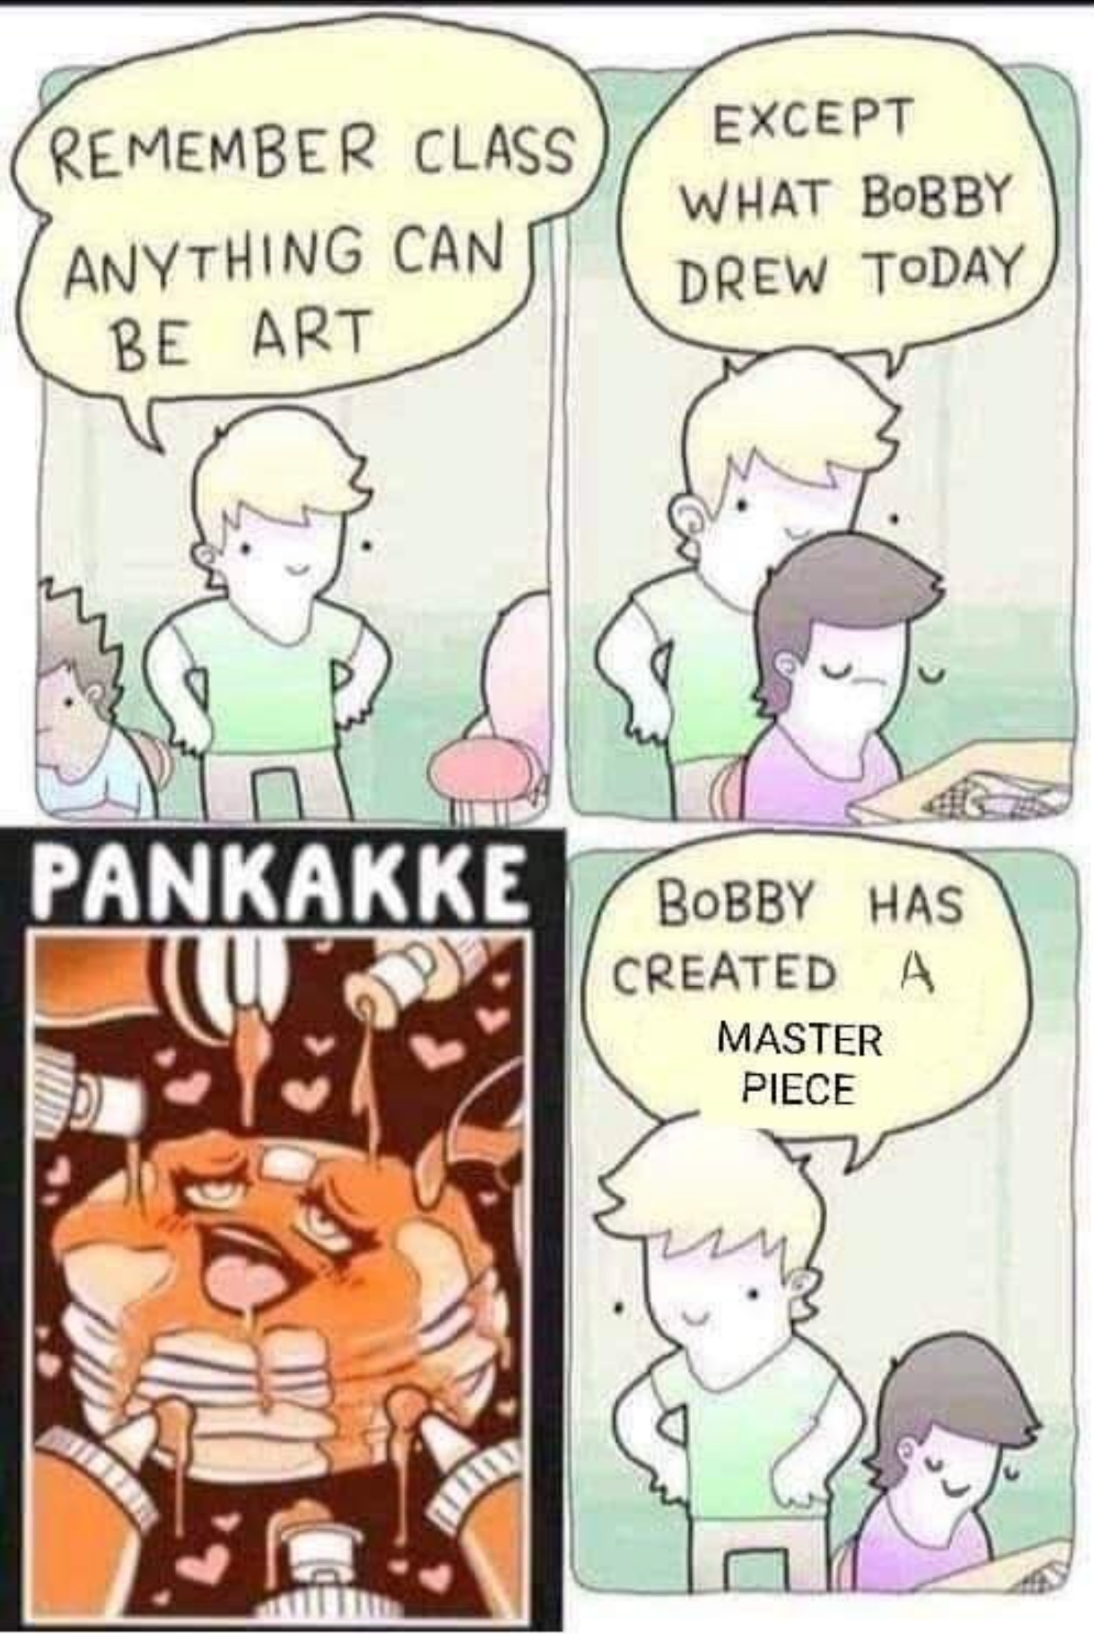 REMEMBER CLASS
ANYTHING CAN
BE ART
EXCEPT
WHAT BOBBY
DREW TODAY
PANKAKKE
BOBBY HAS
CREATED A
MASTER
PIECE